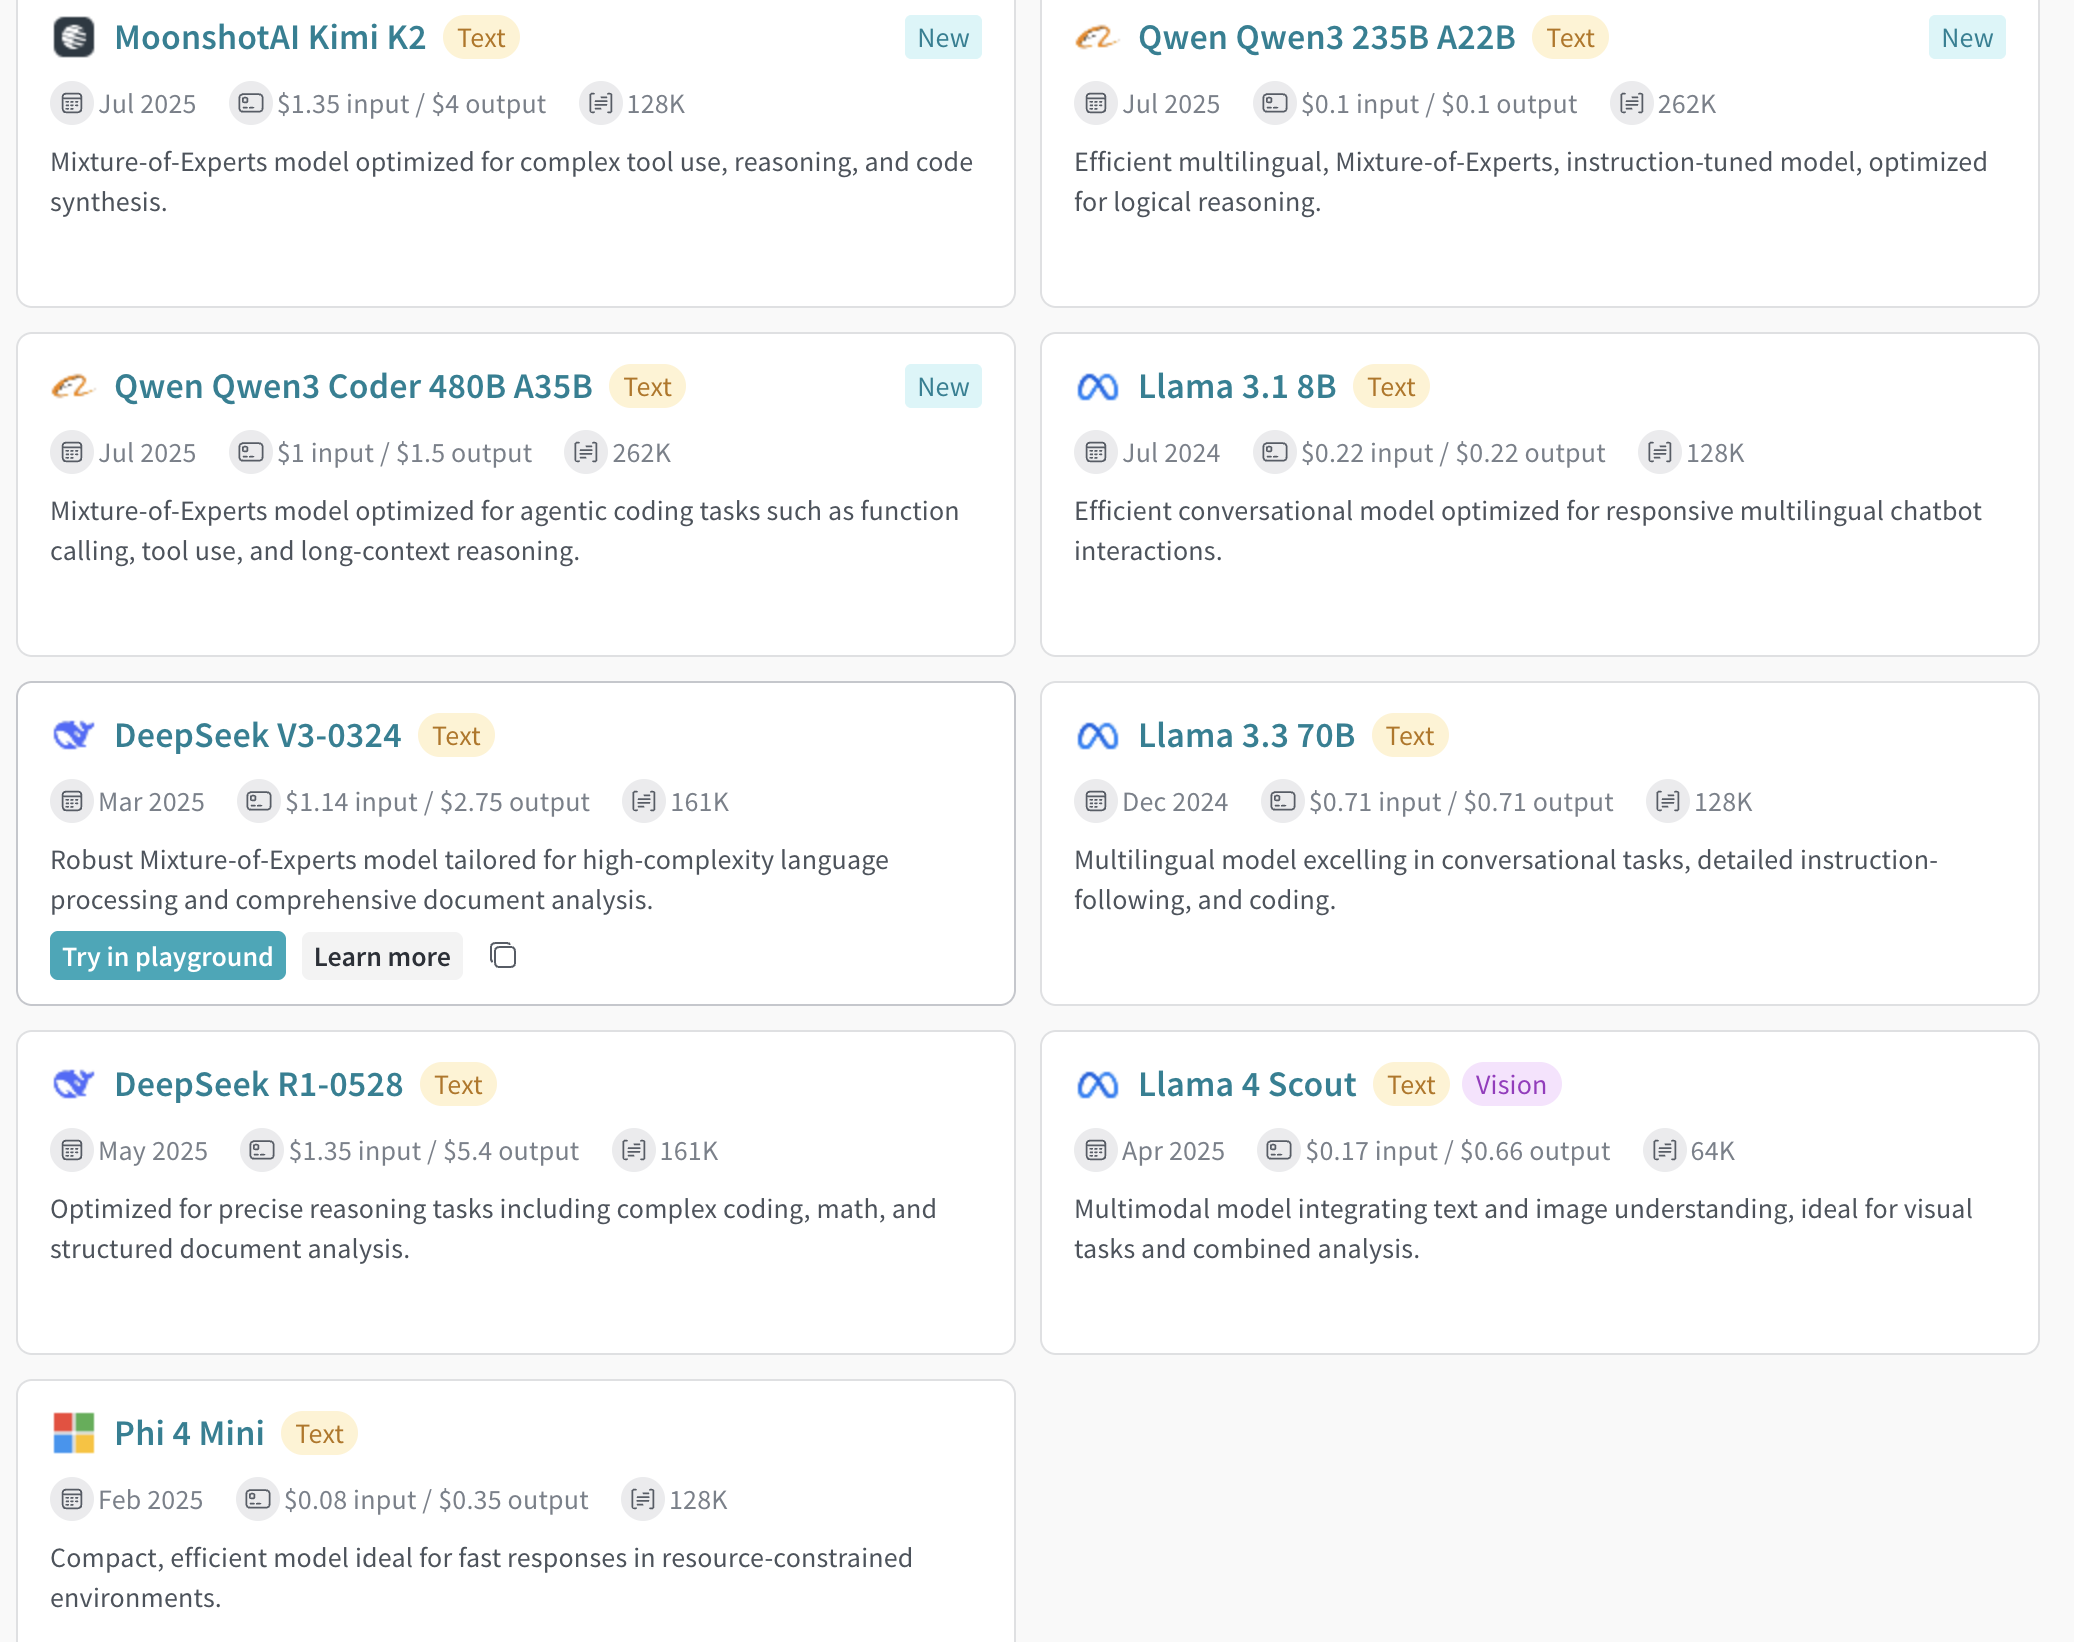 MoonshotAI Kimi K2 Text New
Jul 2025 $1.35 input / $4 output 128K
Mixture-of-Experts model optimized for complex tool use, reasoning, and code
synthesis.
Qwen Qwen3 235B A22B Text New
Jul 2025 $0.1 input / $0.1 output 262K
Efficient multilingual, Mixture-of-Experts, instruction-tuned model, optimized
for logical reasoning.
Qwen Qwen3 Coder 480B A35B Text New
Jul 2025 $1 input / $1.5 output 262K
Mixture-of-Experts model optimized for agentic coding tasks such as function
calling, tool use, and long-context reasoning.
Llama 3.1 8B Text
Jul 2024 $0.22 input / $0.22 output 128K
Efficient conversational model optimized for responsive multilingual chatbot
interactions.
DeepSeek V3-0324 Text
Mar 2025 $1.14 input / $2.75 output 161K
Robust Mixture-of-Experts model tailored for high-complexity language
processing and comprehensive document analysis.
Try in playground Learn more
Llama 3.3 70B Text
Dec 2024 $0.71 input / $0.71 output 128K
Multilingual model excelling in conversational tasks, detailed instruction-
following, and coding.
DeepSeek R1-0528 Text
May 2025 $1.35 input / $5.4 output 161K
Optimized for precise reasoning tasks including complex coding, math, and
structured document analysis.
Llama 4 Scout Text Vision
Apr 2025 $0.17 input / $0.66 output 64K
Multimodal model integrating text and image understanding, ideal for visual
tasks and combined analysis.
Phi 4 Mini Text
Feb 2025 $0.08 input / $0.35 output 128K
Compact, efficient model ideal for fast responses in resource-constrained
environments.